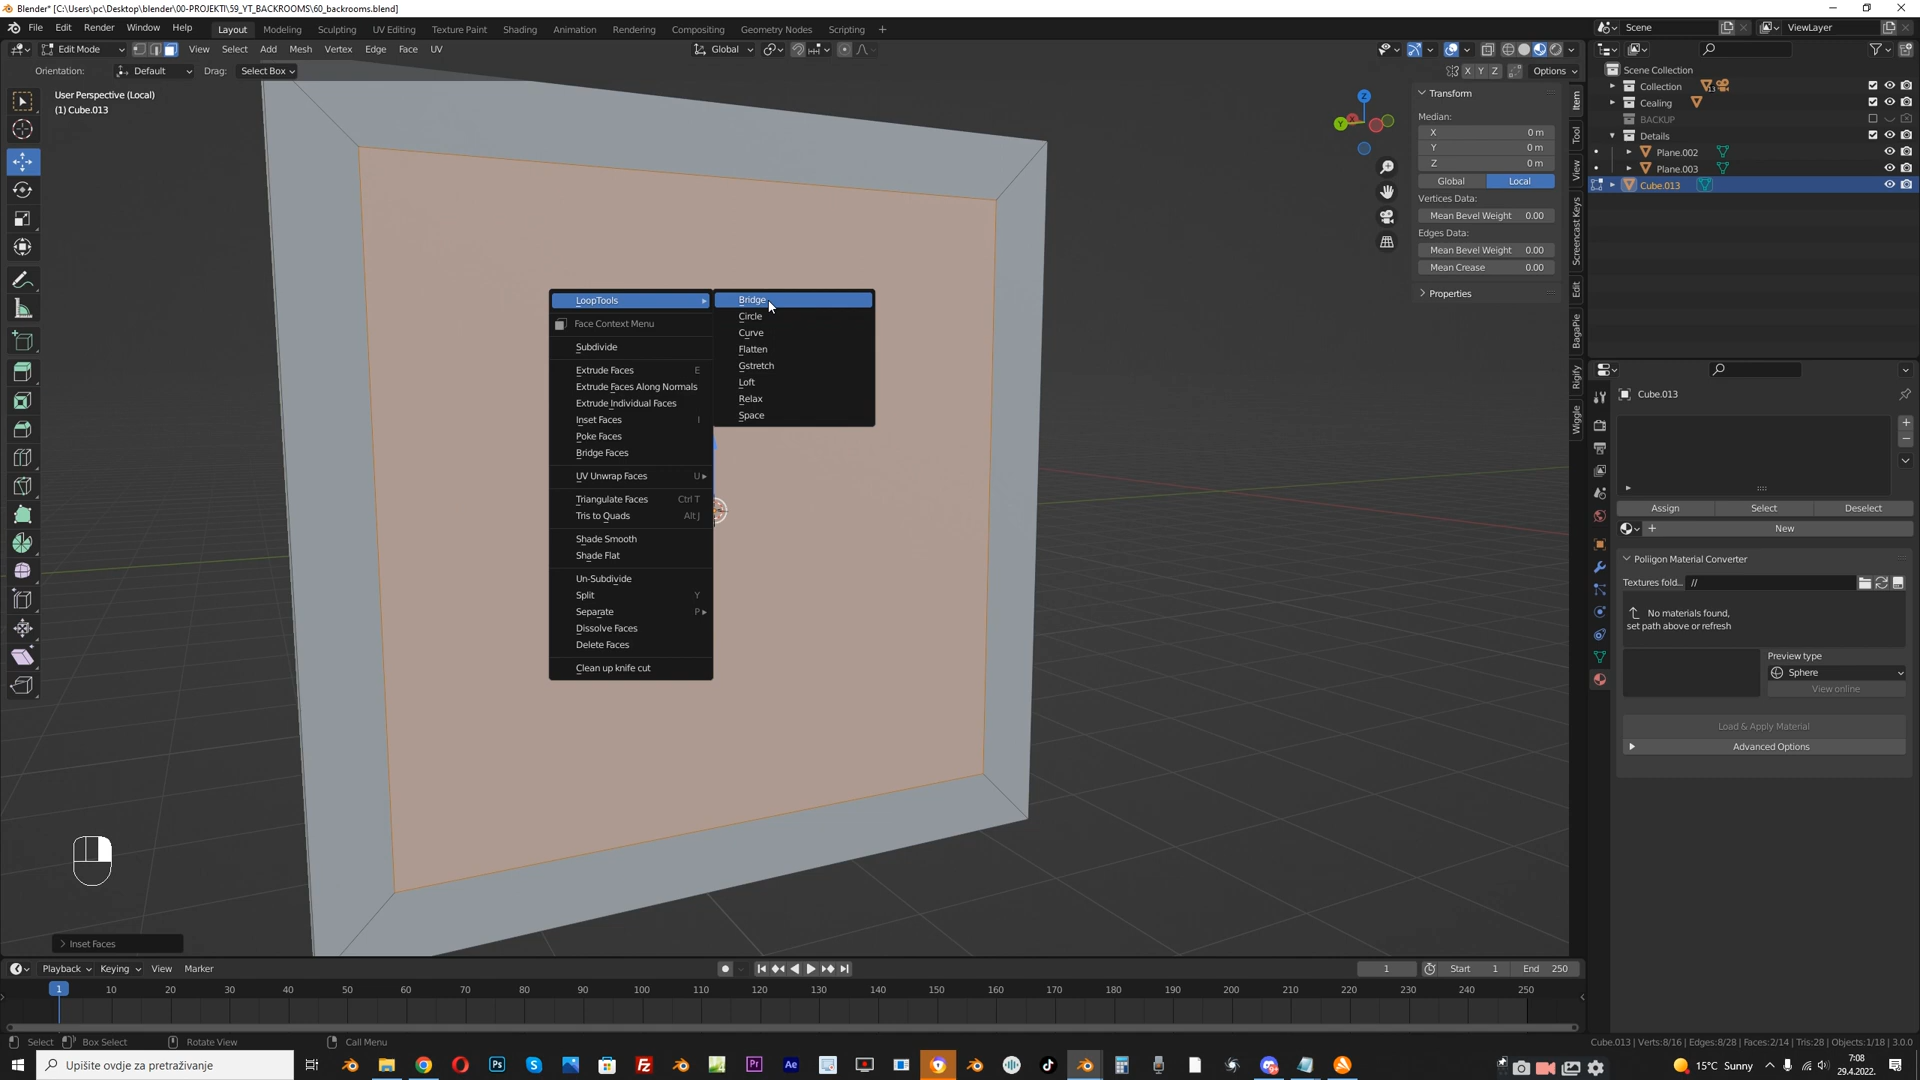 Blender* [C:\Users\pc\Desktop\blender\00-PROJEKTI\59_YT_BACKROOMS\60_backrooms.blend]
File Edit Render Window Help Layout Modeling Sculpting UV Editing Texture Paint Shading Animation Rendering Compositing Geometry Nodes Scripting + Scene ViewLayer
Edit Mode View Select Add Mesh Vertex Edge Face UV Global
Orientation: Default Drag: Select Box X Y Z Options
User Perspective (Local)
(1) Cube.013
Transform
Median:
X 0 m
Y 0 m
Z 0 m
Global Local
Vertices Data:
Mean Bevel Weight 0.00
Edges Data:
Mean Bevel Weight 0.00
Mean Crease 0.00
Properties
Item
Tool
View
Screencast Keys
Edit
BagaPie
Rigify
Wiggle
Z
Y
X
Scene Collection
Collection 13
Cealing
BACKUP
Details
Plane.002
Plane.003
Cube.013
LoopTools
Face Context Menu
Subdivide
Extrude Faces E
Extrude Faces Along Normals
Extrude Individual Faces
Inset Faces I
Poke Faces
Bridge Faces
UV Unwrap Faces U
Triangulate Faces Ctrl T
Tris to Quads Alt J
Shade Smooth
Shade Flat
Un-Subdivide
Split Y
Separate P
Dissolve Faces
Delete Faces
Clean up knife cut
Bridge
Circle
Curve
Flatten
Gstretch
Loft
Relax
Space
Cube.013
Assign Select Deselect
New
Poliigon Material Converter
Textures fold... //
No materials found,
set path above or refresh
Preview type
Sphere
View online
Load & Apply Material
Advanced Options
Inset Faces
Playback Keying View Marker 1 Start 1 End 250
1 10 20 30 40 50 60 70 80 90 100 110 120 130 140 150 160 170 180 190 200 210 220 230 240 250
Select Box Select Rotate View Call Menu Cube.013 | Verts:8/16 | Edges:8/28 | Faces:2/14 | Tris:28 | Objects:1/18 | 3.0.0
Upišite ovdje za pretraživanje
15°C Sunny
7:08
29.4.2022.